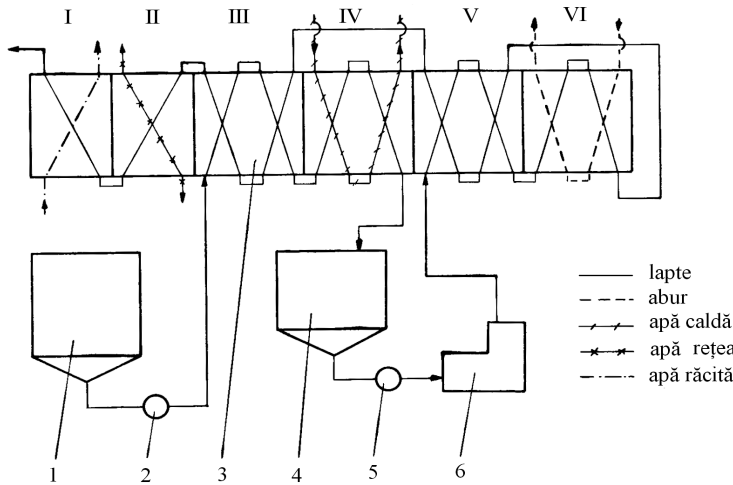 I II III IV V VI
lapte
abur
apă caldă
apă rețea
apă răcită
1 2 3 4 5 6